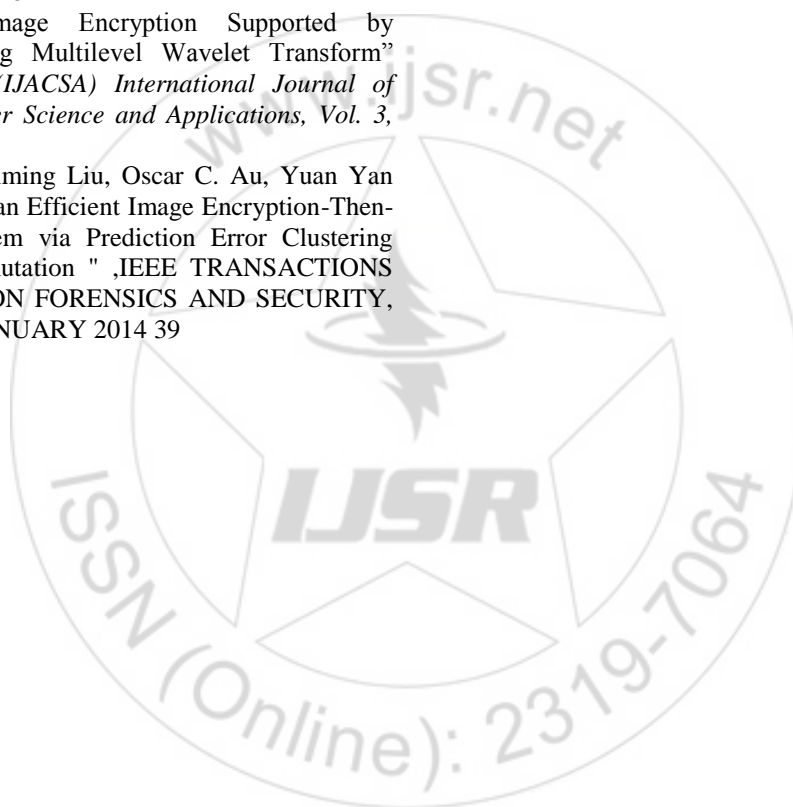 mage Encryption Supported by
g Multilevel Wavelet Transform”
(IJACSA) International Journal of
er Science and Applications, Vol. 3,
ming Liu, Oscar C. Au, Yuan Yan
an Efficient Image Encryption-Then-
em via Prediction Error Clustering
utation " ,IEEE TRANSACTIONS
ON FORENSICS AND SECURITY,
NUARY 2014 39
www.ijsr.net
IJSR
ISSN (Online): 2319-7064